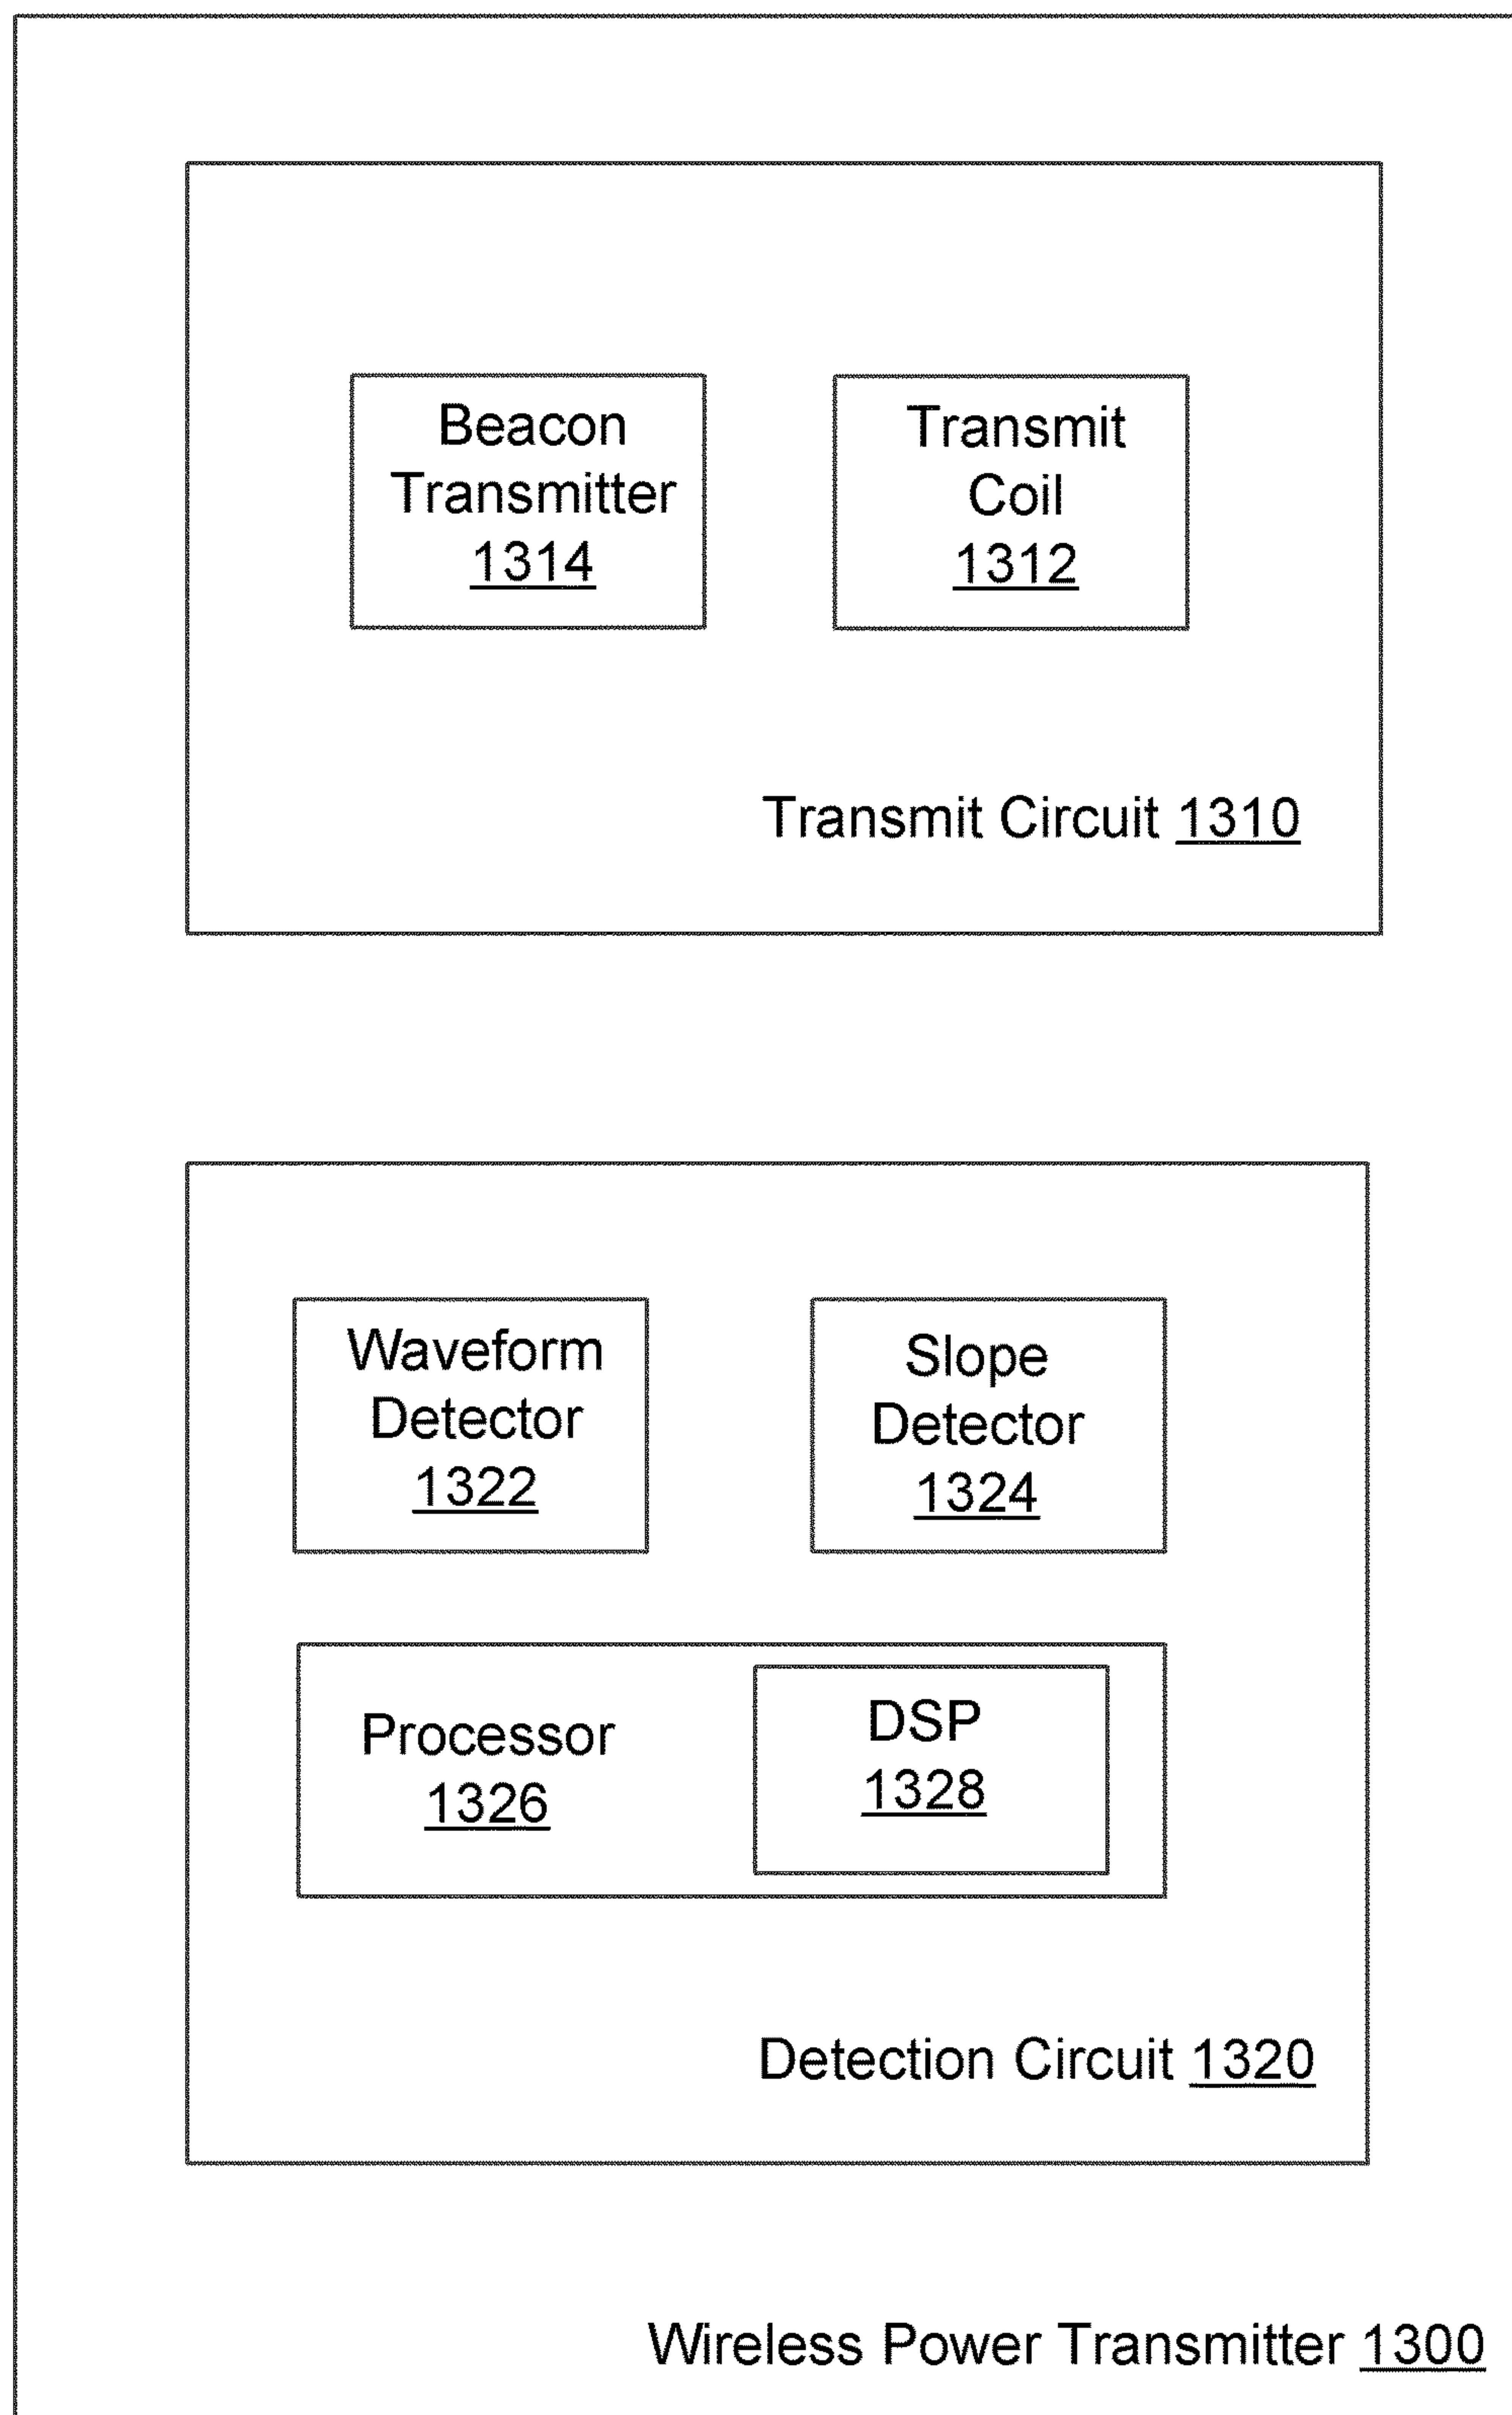 Beacon
Transmitter
1314
Transmit
Coil
1312
Transmit Circuit 1310
Waveform
Detector
1322
Slope
Detector
1324
Processor
1326
DSP
1328
Detection Circuit 1320
Wireless Power Transmitter 1300